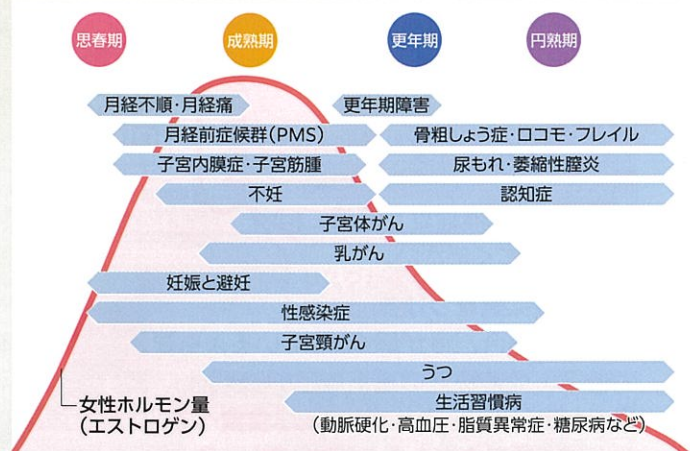 思春期
成熟期
更年期
円熟期
月経不順・月経痛
更年期障害
月経前症候群(PMS)
骨粗しょう症・ロコモ・フレイル
子宮内膜症・子宮筋腫
尿もれ・萎縮性膣炎
不妊
認知症
子宮体がん
乳がん
妊娠と避妊
性感染症
子宮頸がん
うつ
生活習慣病
(動脈硬化・高血圧・脂質異常症・糖尿病など)
女性ホルモン量
(エストロゲン)